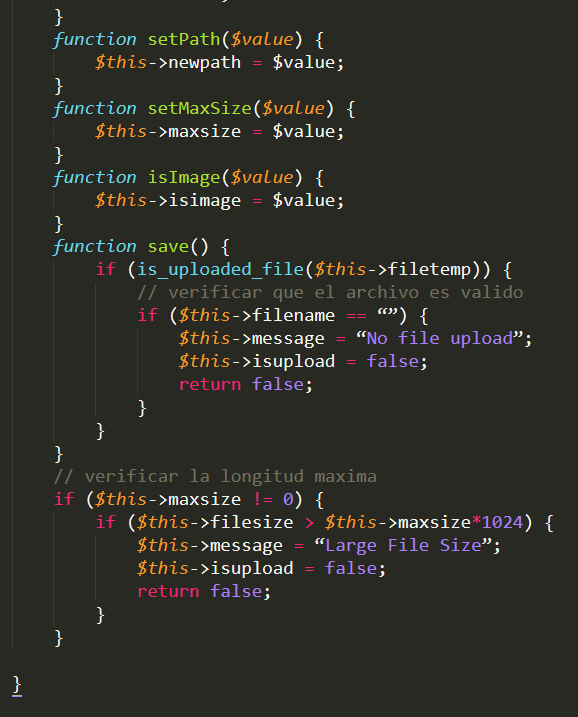 }
function setPath($value) {
$this->newpath = $value;
}
function setMaxSize($value) {
$this->maxsize = $value;
}
function isImage($value) {
$this->isimage = $value;
}
function save() {
if (is_uploaded_file($this->filetemp)) {
// verificar que el archivo es valido
if ($this->filename == “”) {
$this->message = “No file upload”;
$this->isupload = false;
return false;
}
}
}
// verificar la longitud maxima
if ($this->maxsize != 0) {
if ($this->filesize > $this->maxsize*1024) {
$this->message = “Large File Size”;
$this->isupload = false;
return false;
}
}
}